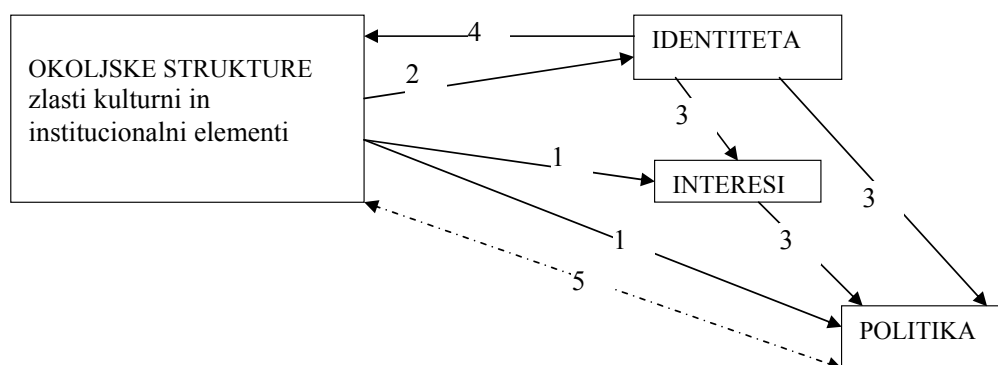 4
IDENTITETA
OKOLJSKE STRUKTURE
zlasti kulturni in
institucionalni elementi
2
3
1
INTERESI
3
1
3
5
POLITIKA